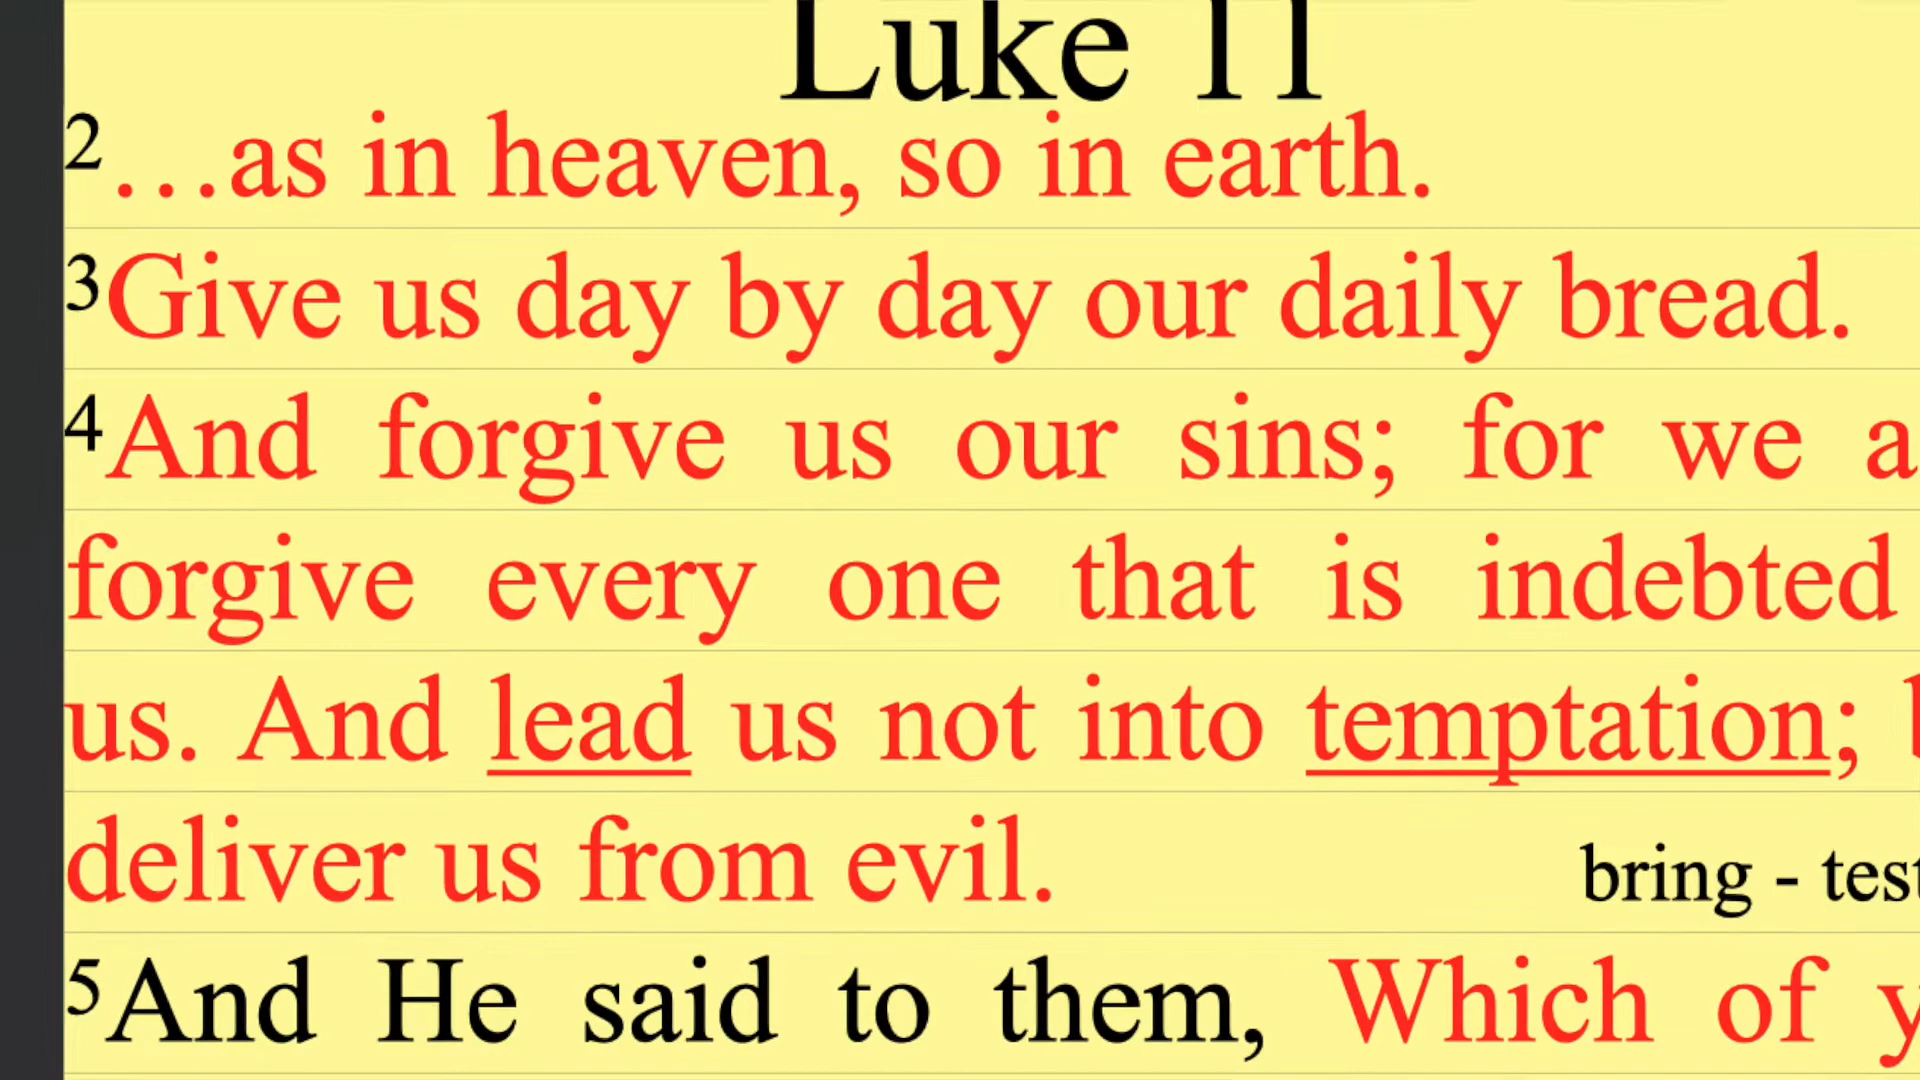 Luke 11
2…as in heaven, so in earth.
3Give us day by day our daily bread.
4And forgive us our sins; for we
forgive every one that is indebted
us. And lead us not into temptation;
deliver us from evil.
bring - test
5And He said to them, Which of